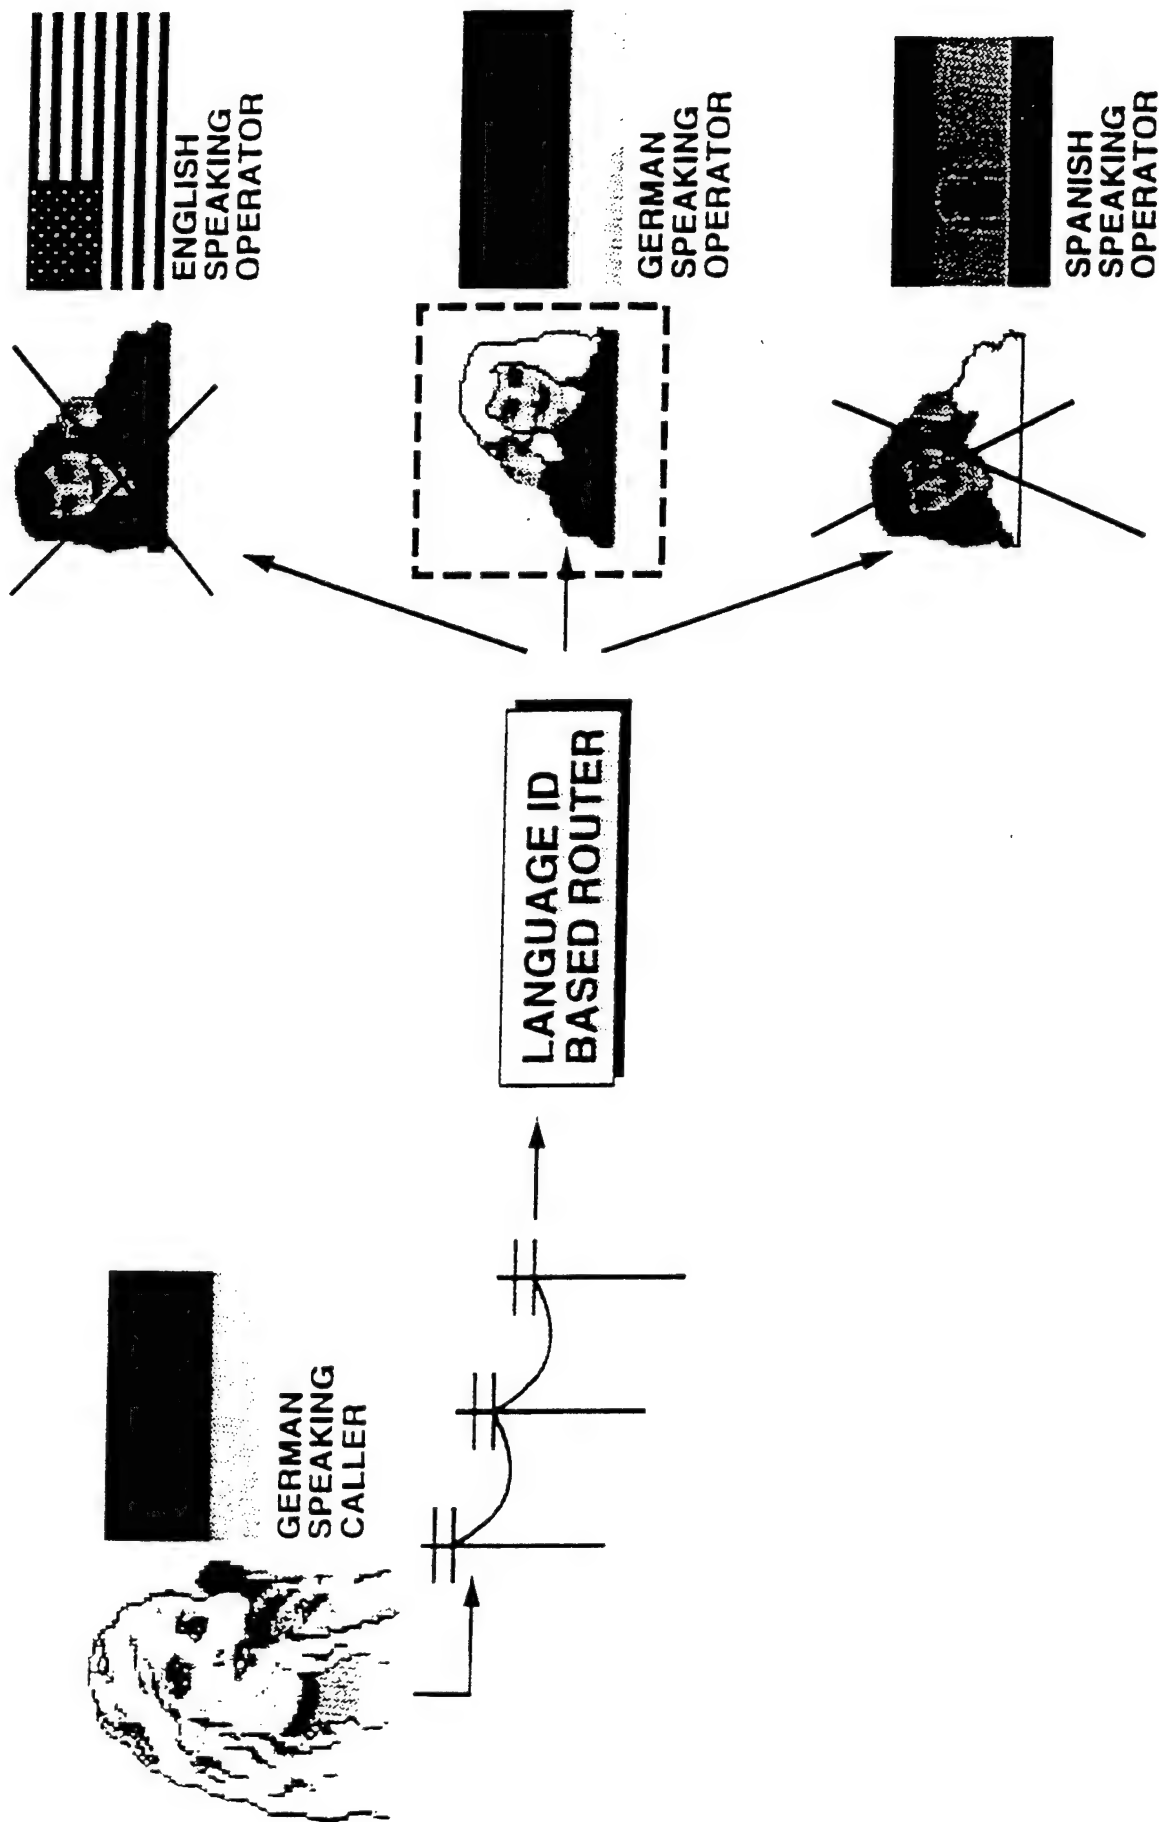 GERMAN
SPEAKING
CALLER
LANGUAGE ID
BASED ROUTER
ENGLISH
SPEAKING
OPERATOR
GERMAN
SPEAKING
OPERATOR
SPANISH
SPEAKING
OPERATOR